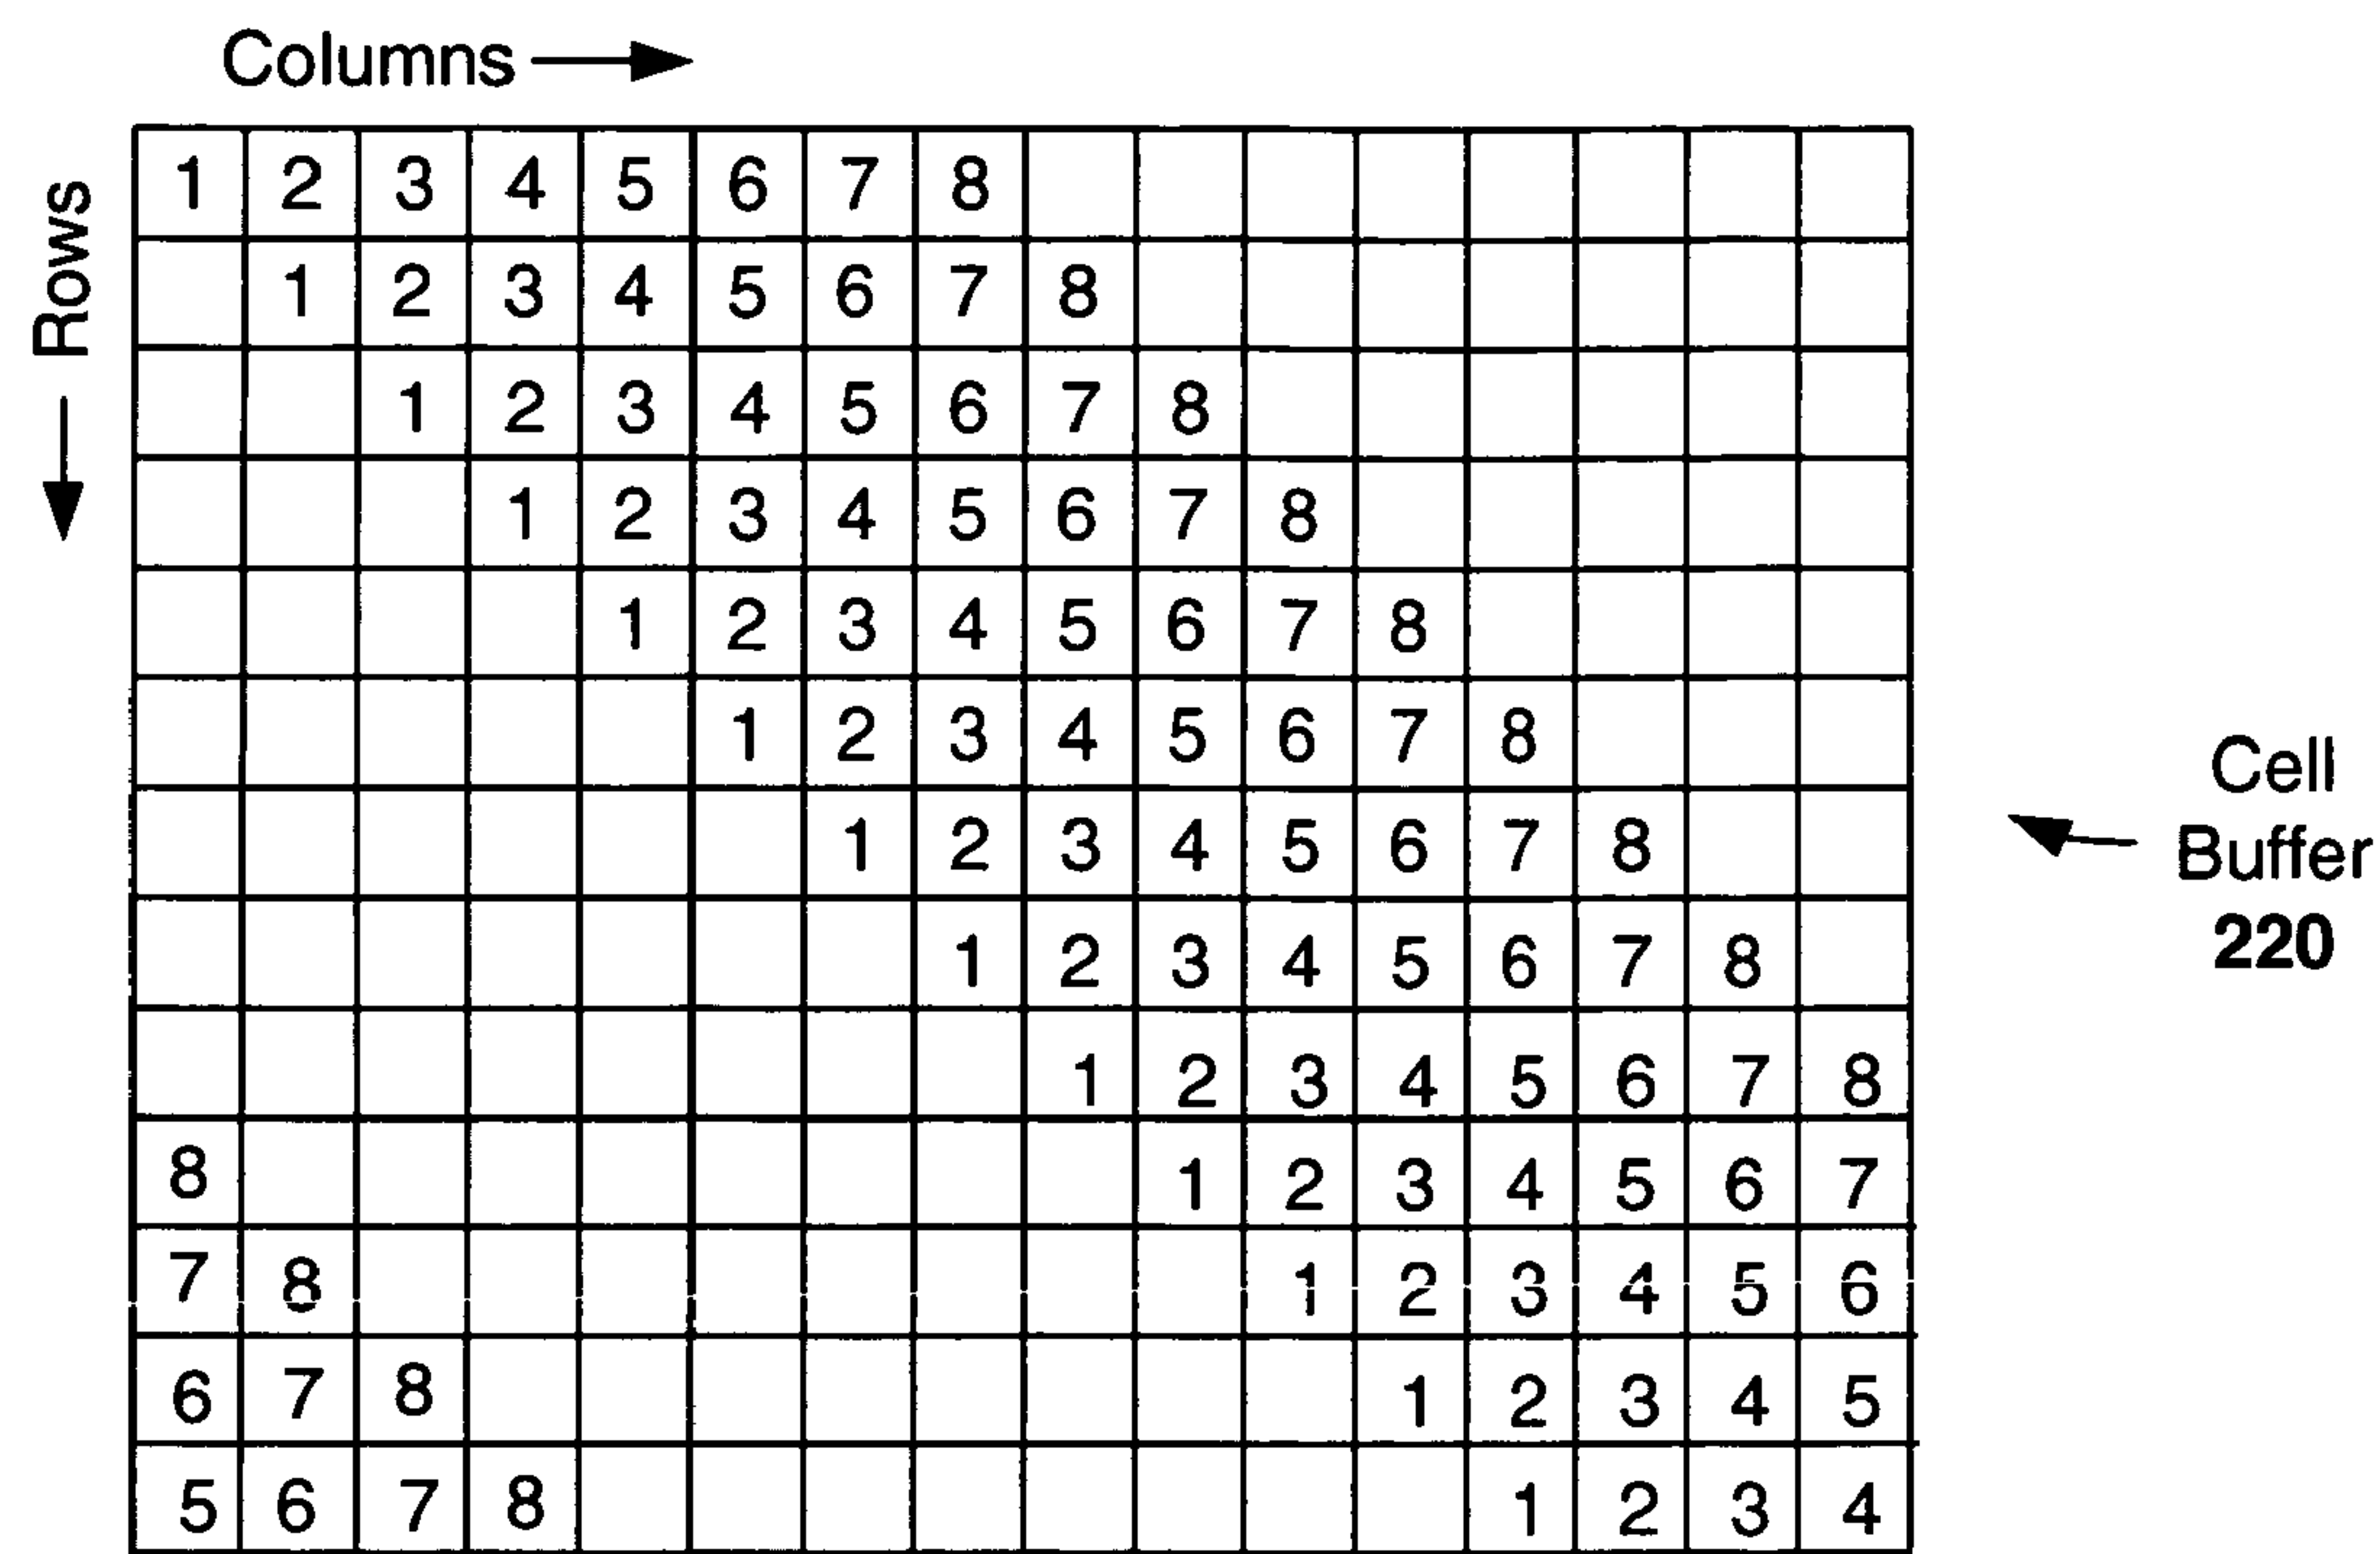 Columns
Rows
1 2 3 4 5 6 7 8
1 2 3 4 5 6 7 8
1 2 3 4 5 6 7 8
1 2 3 4 5 6 7 8
1 2 3 4 5 6 7 8
1 2 3 4 5 6 7 8
1 2 3 4 5 6 7 8
1 2 3 4 5 6 7 8
1 2 3 4 5 6 7 8
8 1 2 3 4 5 6 7
7 8 1 2 3 4 5 6
6 7 8 1 2 3 4 5
5 6 7 8 1 2 3 4
Cell
Buffer
220